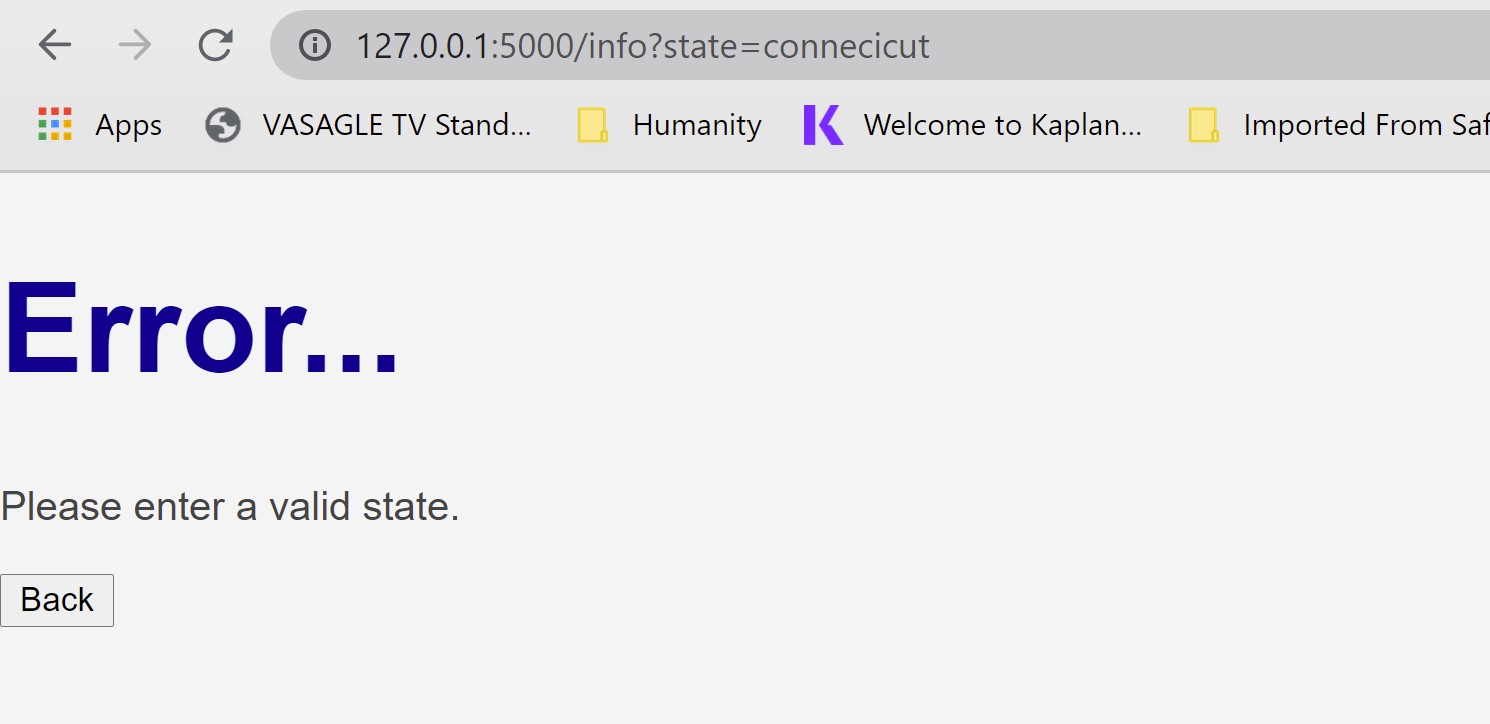 127.0.0.1:5000/info?state=connecicut
Apps VASAGLE TV Stand... Humanity Welcome to Kaplan... Imported From Saf
Error...
Please enter a valid state.
Back